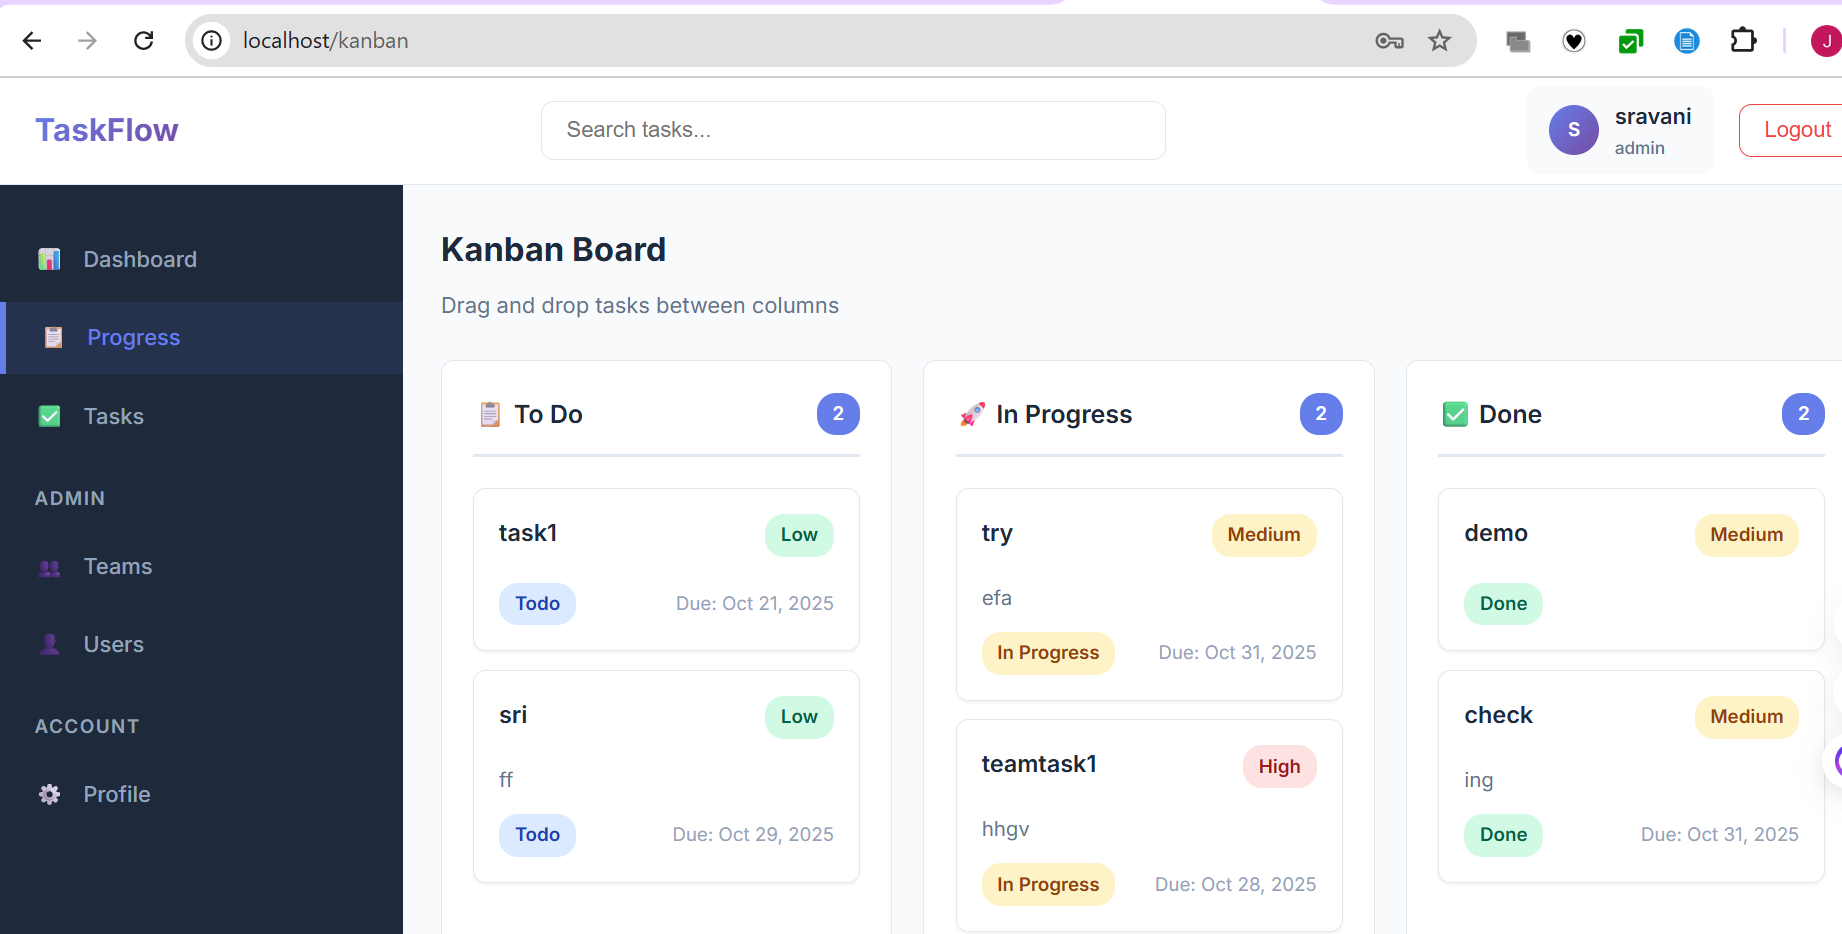 localhost/kanban
J
TaskFlow
Search tasks...
S
sravani
admin
Logout
Dashboard
Progress
Tasks
ADMIN
Teams
Users
ACCOUNT
Profile
Kanban Board
Drag and drop tasks between columns
To Do 2
task1 Low
Todo Due: Oct 21, 2025
sri Low
ff
Todo Due: Oct 29, 2025
In Progress 2
try Medium
efa
In Progress Due: Oct 31, 2025
teamtask1 High
hhgv
In Progress Due: Oct 28, 2025
Done 2
demo Medium
Done
check Medium
ing
Done Due: Oct 31, 2025